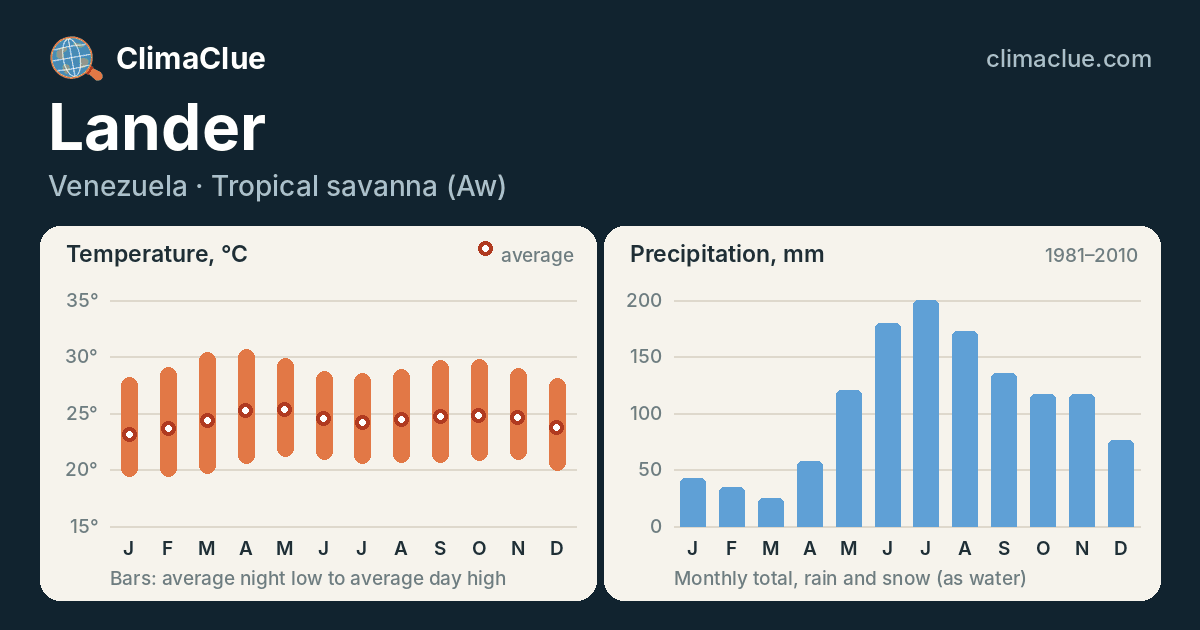 ClimaClue
climaclue.com
Lander
Venezuela · Tropical savanna (Aw)
Temperature, °C
average
35°
30°
25°
20°
15°
J F M A M J J A S O N D
Bars: average night low to average day high
Precipitation, mm
1981–2010
200
150
100
50
0
J F M A M J J A S O N D
Monthly total, rain and snow (as water)